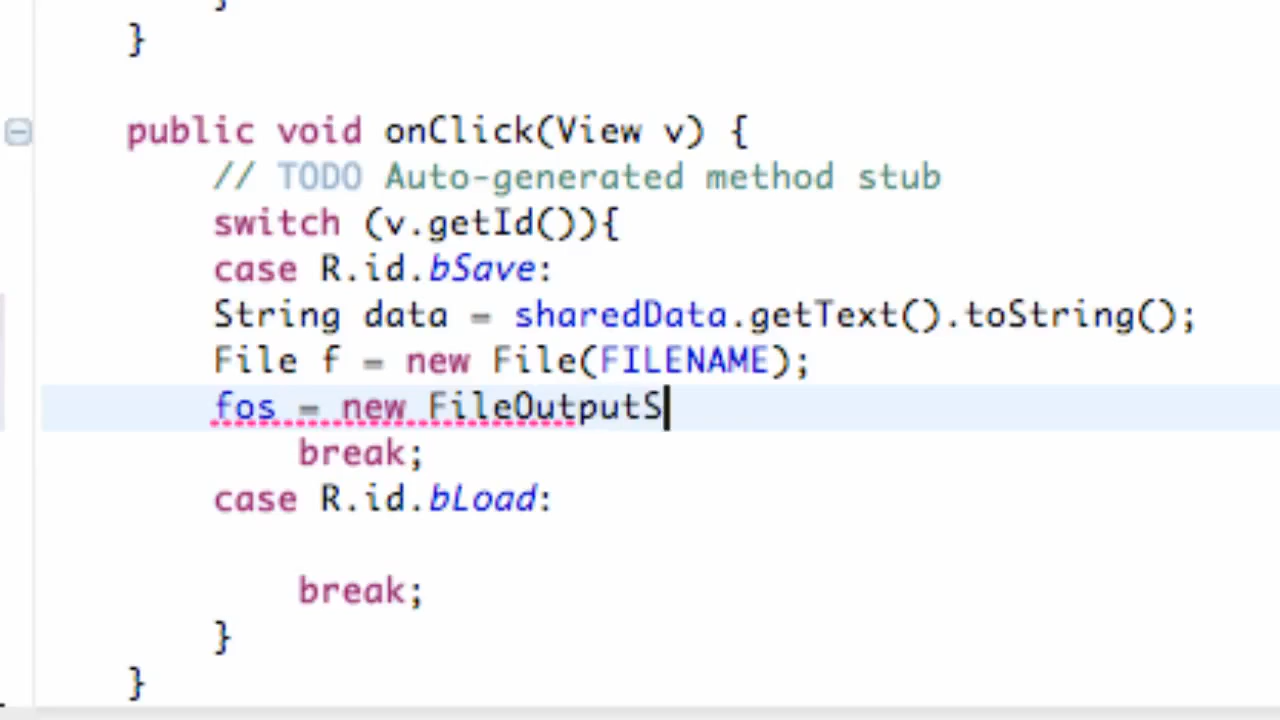 }
}
public void onClick(View v) {
// TODO Auto-generated method stub
switch (v.getId()){
case R.id.bSave:
String data = sharedData.getText().toString();
File f = new File(FILENAME);
fos = new FileOutputS
break;
case R.id.bLoad:
break;
}
}